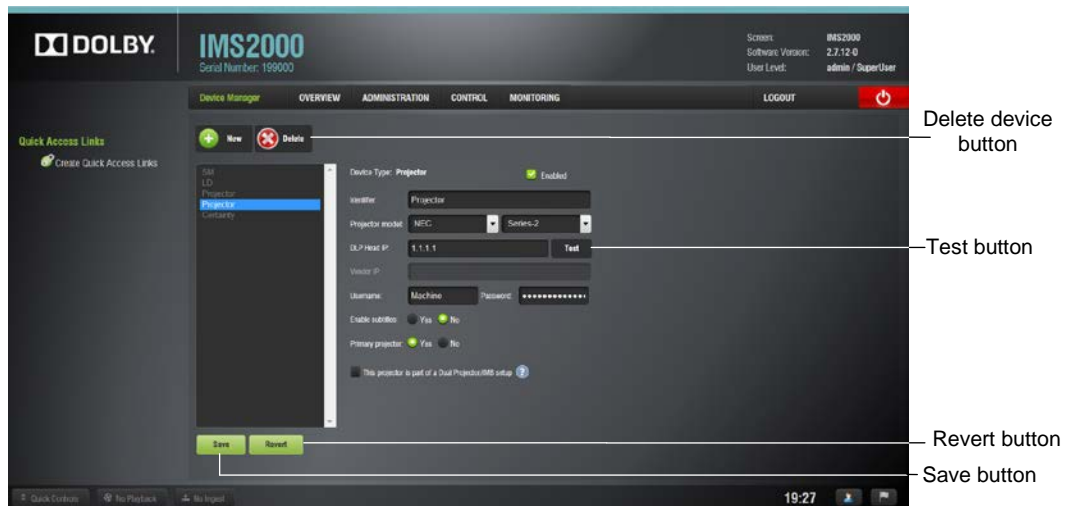 DOLBY.
IMS2000
Serial Number: 199000
Screen: IMS2000
Software Version: 2.7.12-0
User Level: admin / SuperUser
Device Manager OVERVIEW ADMINISTRATION CONTROL MONITORING LOGOUT
Quick Access Links
Create Quick Access Links
New Delete
Delete device
button
SM
LD
Projector
Projector
Certainty
Device Type: Projector Enabled
Identifier Projector
Projector model: NEC Series-2
DLP Head IP: 1.1.1.1 Test
Test button
Vendor IP:
Username: Machine Password:
Enable subtitles: Yes No
Primary projector: Yes No
This projector is part of a Dual Projector/IMB setup ?
Save Revert
Revert button
Save button
Quick Controls No Playback No Ingest 19:27